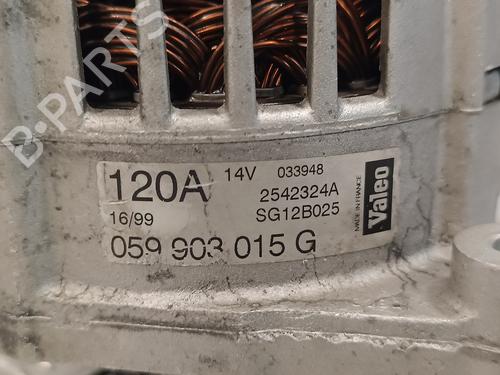 B-PARTS
120A 14V 033948
2542324A
16/99 SG12B025
059 903 015 G
MADE IN FRANCE
Valeo